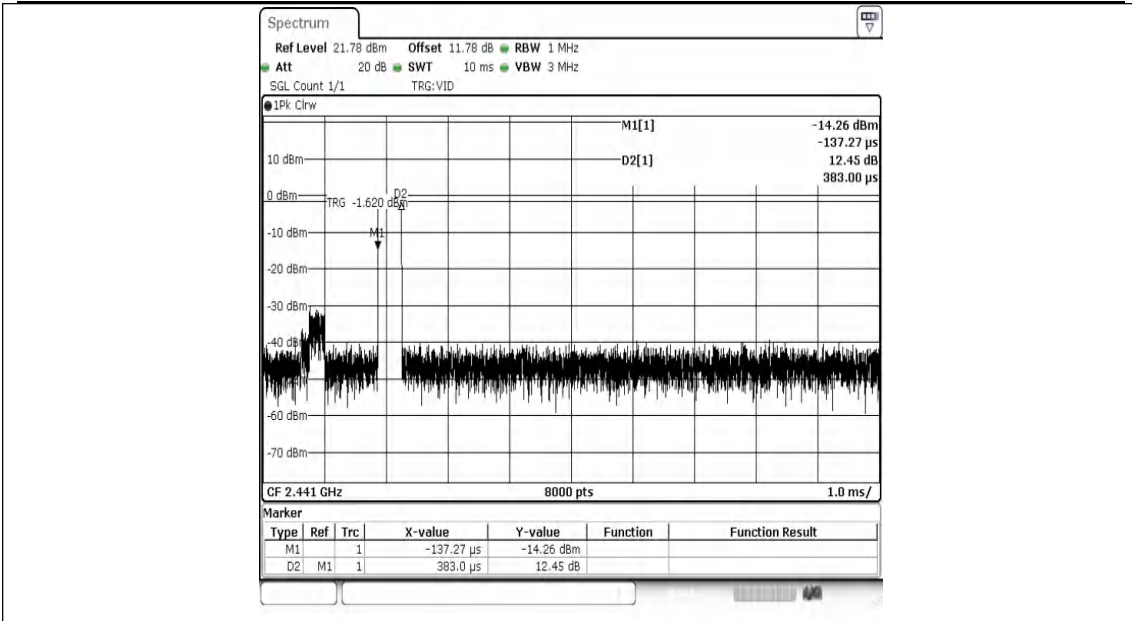 Spectrum
Ref Level 21.78 dBm Offset 11.78 dB RBW 1 MHz
Att 20 dB SWT 10 ms VBW 3 MHz
SGL Count 1/1 TRG:VID
1Pk Clrw
M1[1] -14.26 dBm
-137.27 µs
10 dBm D2[1] 12.45 dB
383.00 µs
0 dBm D2
TRG -1.620 dBm
-10 dBm M1
-20 dBm
-30 dBm
-40 dBm
-60 dBm
-70 dBm
CF 2.441 GHz 8000 pts 1.0 ms/
Marker
Type Ref Trc X-value Y-value Function Function Result
M1 1 -137.27 µs -14.26 dBm
D2 M1 1 383.0 µs 12.45 dB